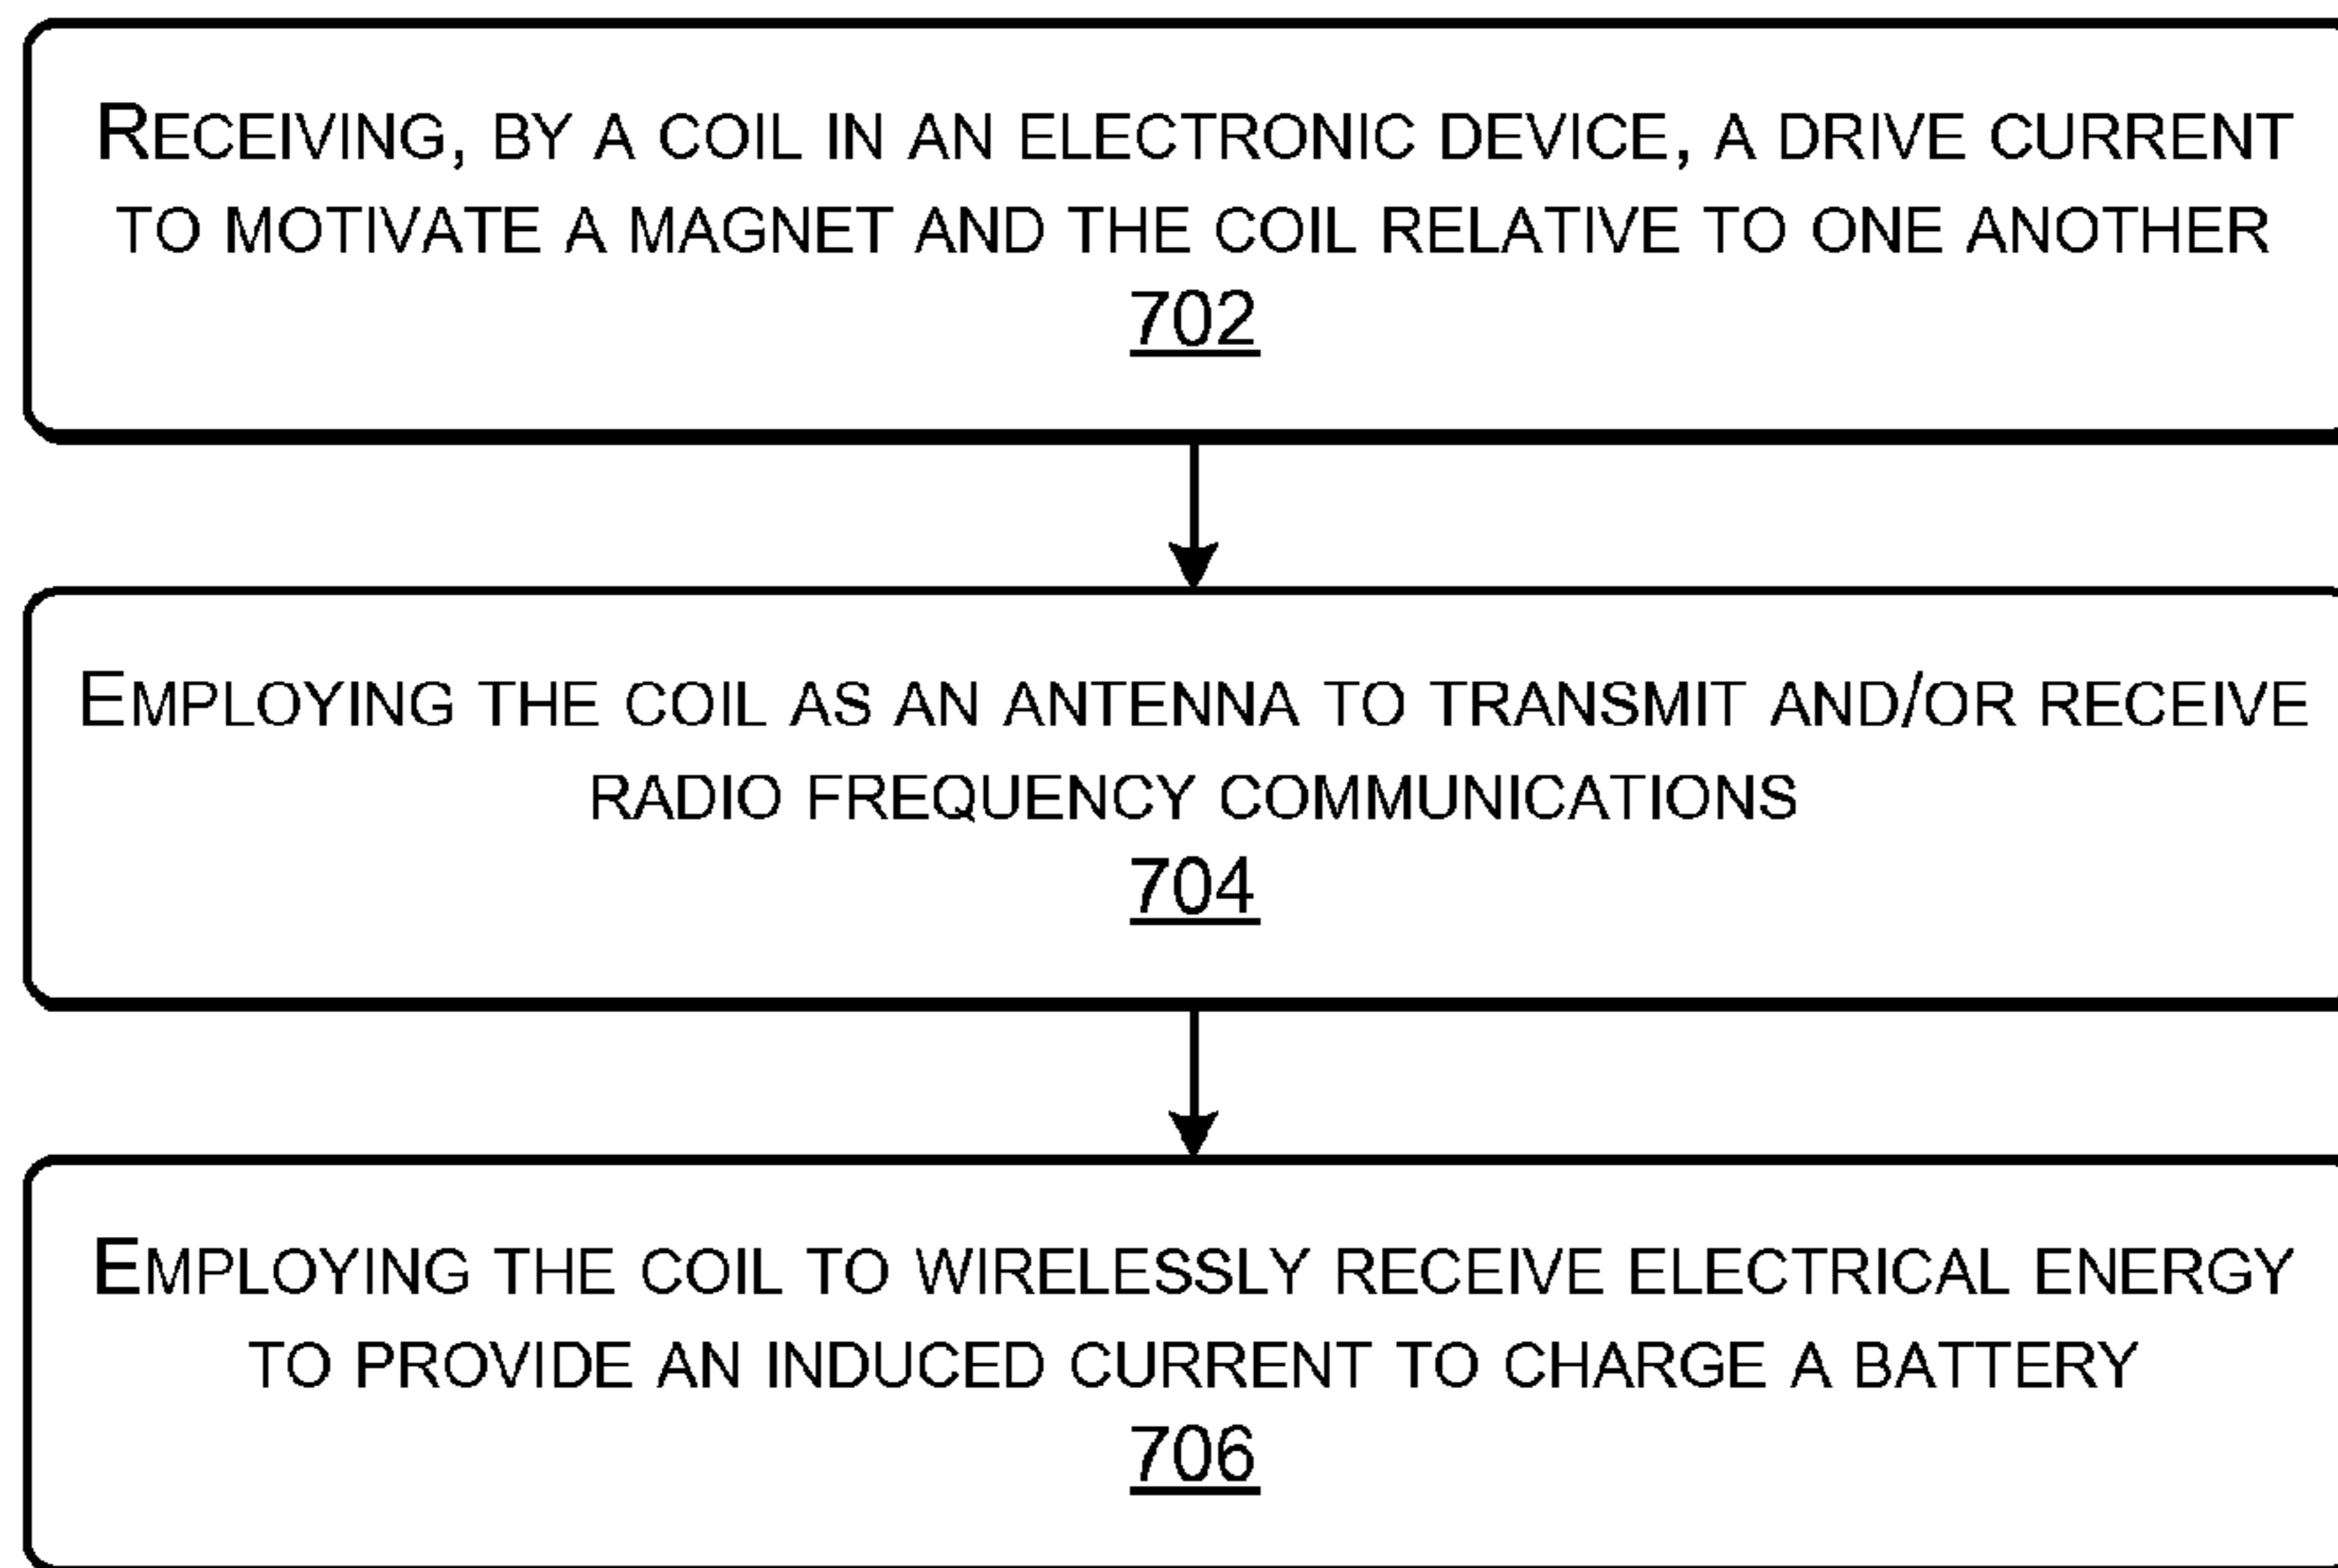 RECEIVING, BY A COIL IN AN ELECTRONIC DEVICE, A DRIVE CURRENT
TO MOTIVATE A MAGNET AND THE COIL RELATIVE TO ONE ANOTHER
702
EMPLOYING THE COIL AS AN ANTENNA TO TRANSMIT AND/OR RECEIVE
RADIO FREQUENCY COMMUNICATIONS
704
EMPLOYING THE COIL TO WIRELESSLY RECEIVE ELECTRICAL ENERGY
TO PROVIDE AN INDUCED CURRENT TO CHARGE A BATTERY
706